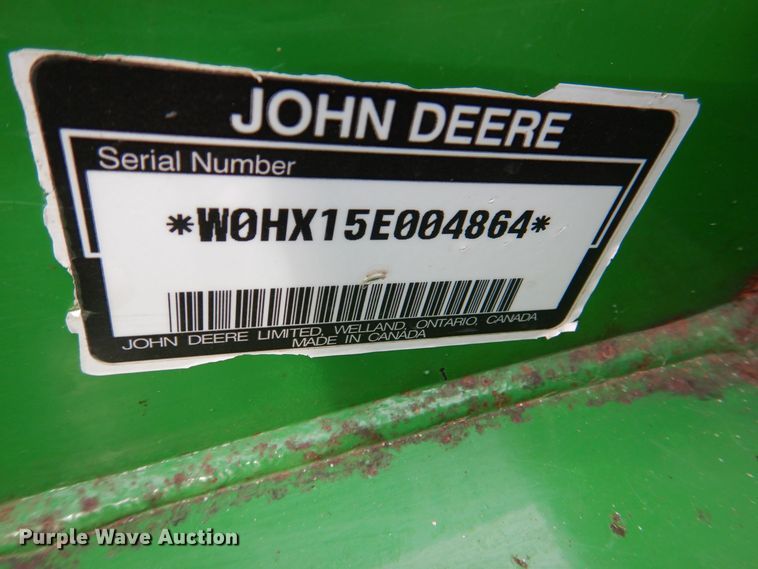 JOHN DEERE
Serial Number
*W0HX15E004864*
JOHN DEERE LIMITED, WELLAND, ONTARIO, CANADA
MADE IN CANADA
Purple Wave Auction